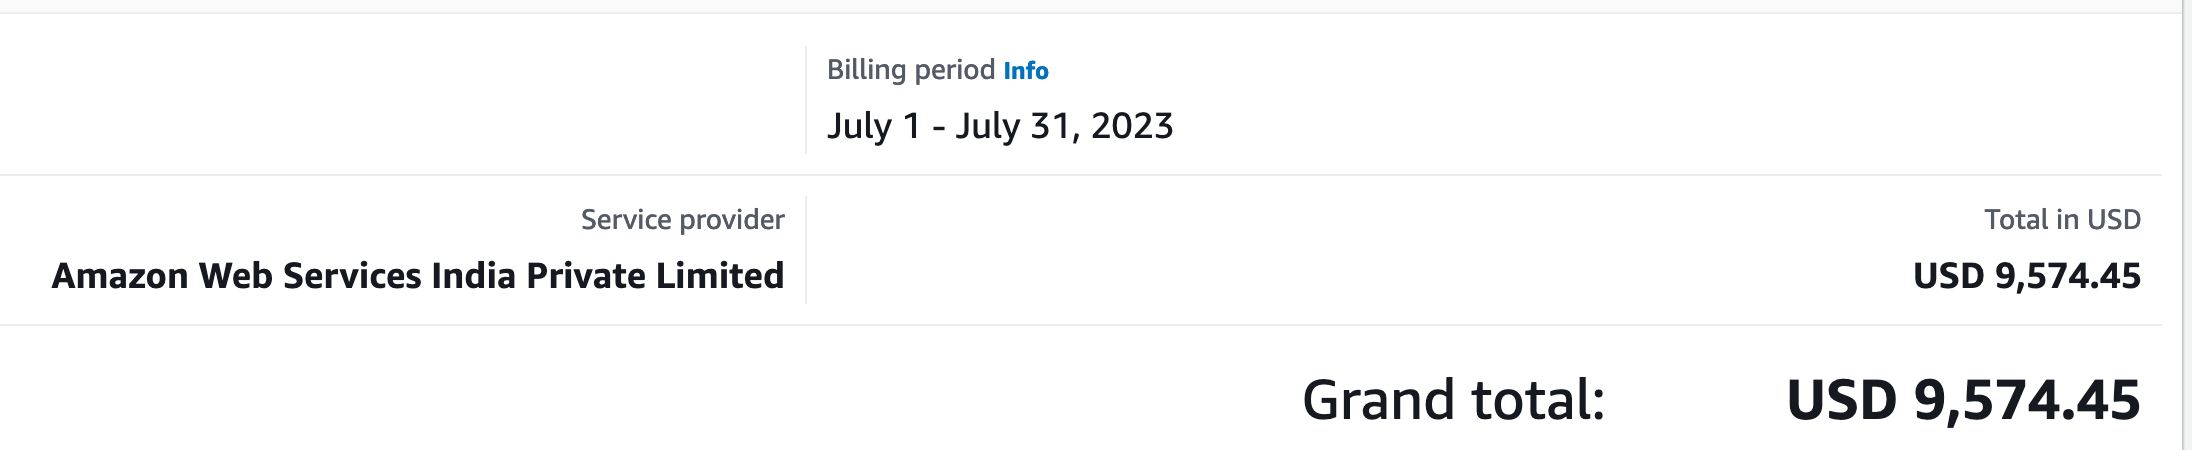 Billing period Info
July 1 - July 31, 2023
Service provider
Amazon Web Services India Private Limited
Total in USD
USD 9,574.45
Grand total: USD 9,574.45